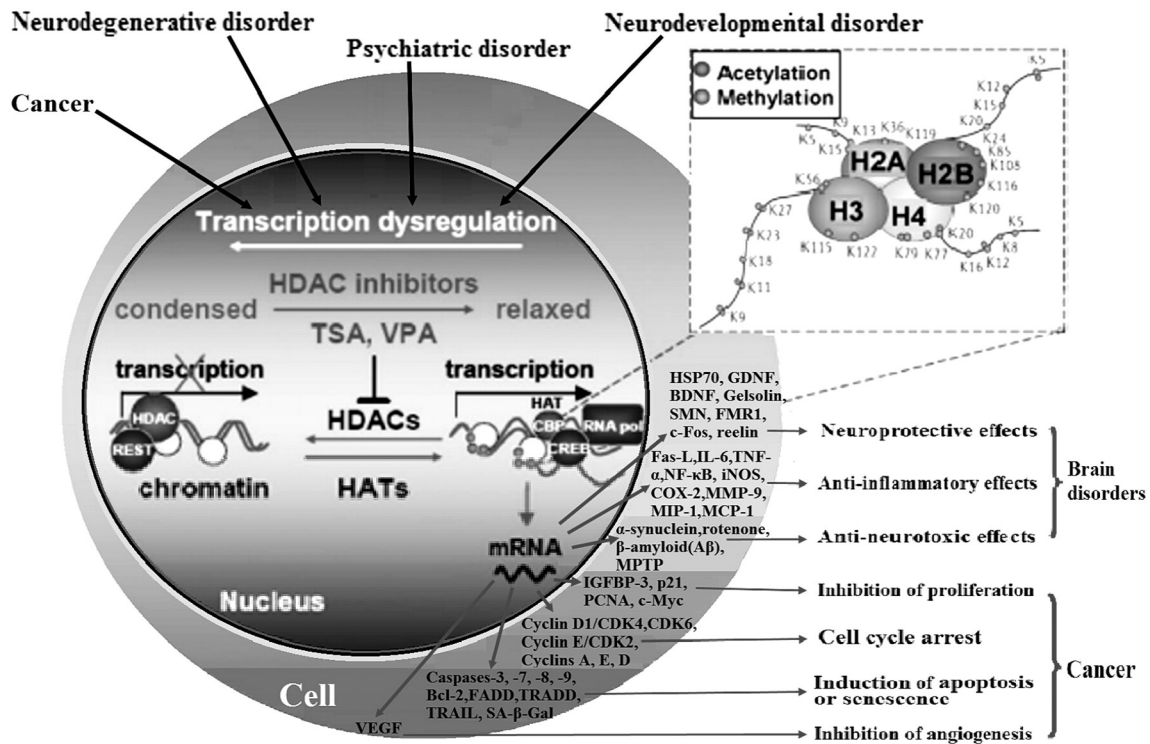 Neurodegenerative disorder
Neurodevelopmental disorder
Psychiatric disorder
Cancer
Acetylation
Methylation
K5
K12
K15
K20
K24
K85
K108
K116
K120
K9
K5
K13
K36
K119
K15
H2A
H2B
K56
H3
H4
K27
K23
K18
K11
K9
K115
K122
K79
K77
K20
K5
K8
K12
K16
Transcription dysregulation
HDAC inhibitors
condensed
relaxed
TSA, VPA
transcription
transcription
HDAC
REST
HDACs
HAT
CBP
RNA pol
CREB
chromatin
HATs
mRNA
Nucleus
Cell
HSP70, GDNF,
BDNF, Gelsolin,
SMN, FMR1,
c-Fos, reelin
Neuroprotective effects
Fas-L,IL-6,TNF-
α,NF-κB, iNOS,
COX-2,MMP-9,
MIP-1,MCP-1
Anti-inflammatory effects
α-synuclein,rotenone,
β-amyloid(Aβ),
MPTP
Anti-neurotoxic effects
Brain
disorders
IGFBP-3, p21,
PCNA, c-Myc
Inhibition of proliferation
Cyclin D1/CDK4,CDK6,
Cyclin E/CDK2,
Cyclins A, E, D
Cell cycle arrest
Caspases-3, -7, -8, -9,
Bcl-2,FADD,TRADD,
TRAIL, SA-β-Gal
Induction of apoptosis
or senescence
VEGF
Inhibition of angiogenesis
Cancer